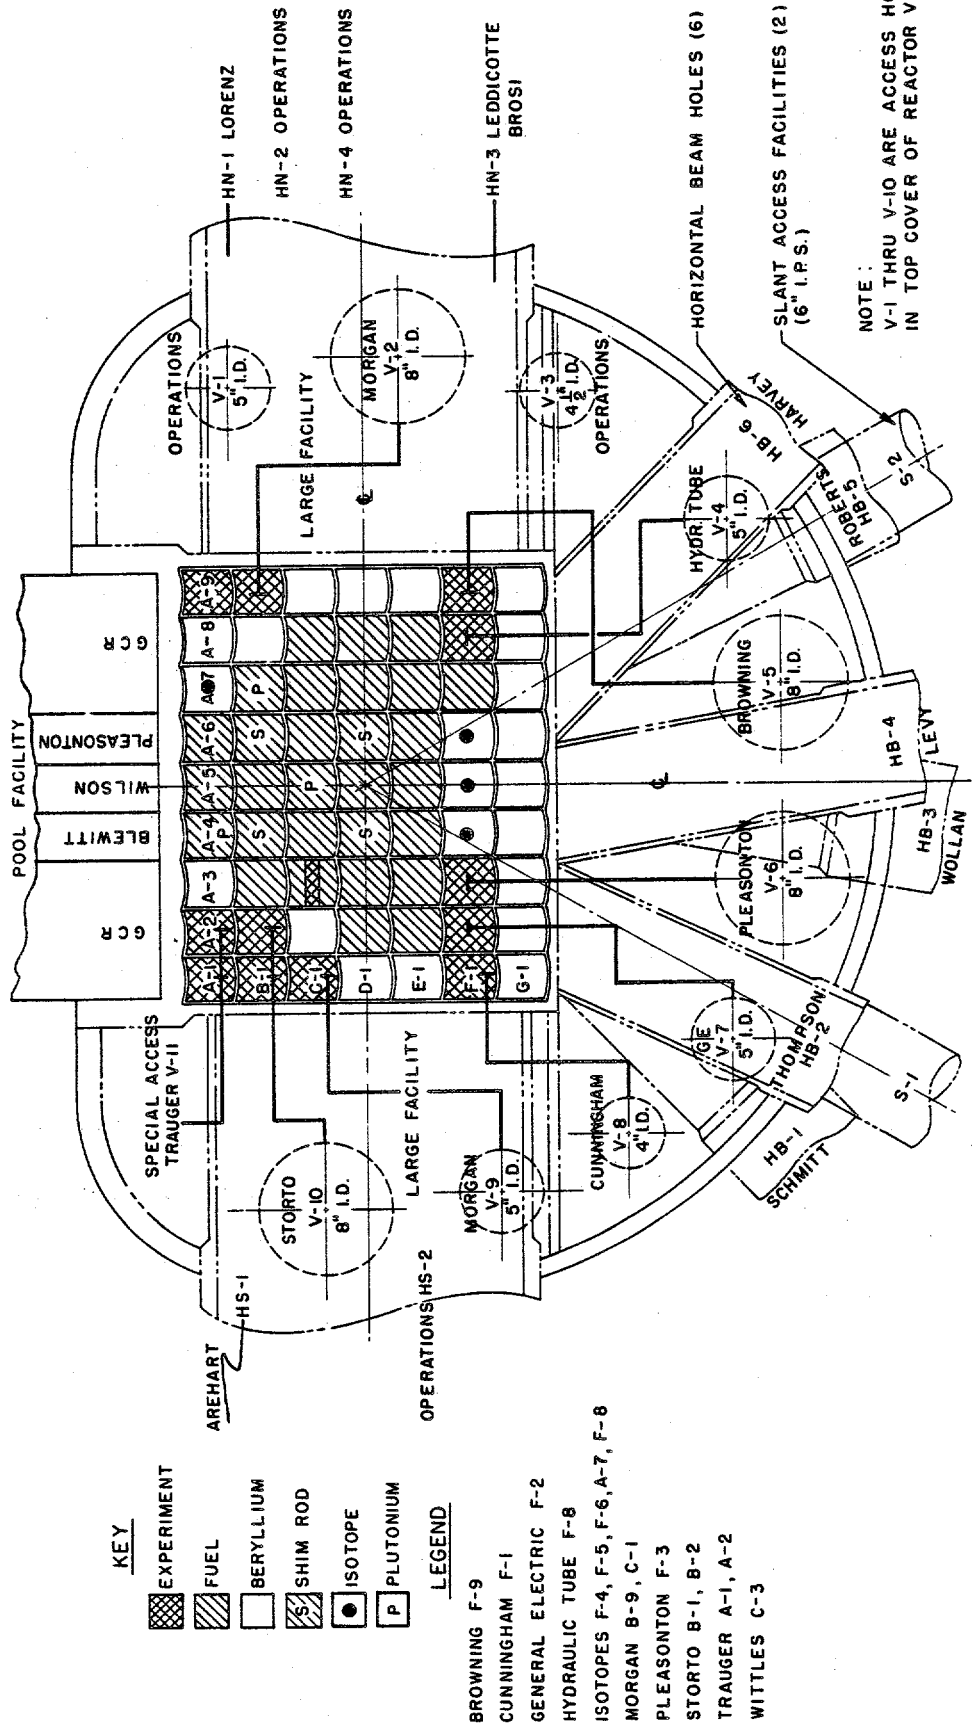 POOL FACILITY
GCR
BLEWITT
WILSON
PLEASONTON
GCR
SPECIAL ACCESS
TRAUGER V-11
A-1
A-2
A-3
A-4
A-5
A-6
A-7
A-8
A-9
P
B-1
S
S
P
C-1
P
D-1
S
S
E-1
F-1
G-1
OPERATIONS
V-1
5" I.D.
LARGE FACILITY
MORGAN
V-2
8" I.D.
V-3
4 1/2" I.D.
OPERATIONS
HYDR. TUBE
V-4
5" I.D.
BROWNING
V-5
8" I.D.
PLEASONTON
V-6
8" I.D.
GE
V-7
5" I.D.
CUNNINGHAM
V-8
4" I.D.
MORGAN
V-9
5" I.D.
LARGE FACILITY
STORTO
V-10
8" I.D.
AREHART
HS-1
OPERATIONS HS-2
HN-1 LORENZ
HN-2 OPERATIONS
HN-4 OPERATIONS
HN-3 LEDDICOTTE
BROSI
HORIZONTAL BEAM HOLES (6)
SLANT ACCESS FACILITIES (2)
(6" I.P.S.)
HB-6
HARVEY
ROBERTS
HB-5
S-2
HB-4
LEVY
HB-3
WOLLAN
THOMPSON
HB-2
HB-1
SCHMITT
S-1
℄
℄
NOTE :
V-1 THRU V-10 ARE ACCESS
IN TOP COVER OF REACTOR
KEY
EXPERIMENT
FUEL
BERYLLIUM
S SHIM ROD
ISOTOPE
P PLUTONIUM
LEGEND
BROWNING F-9
CUNNINGHAM F-1
GENERAL ELECTRIC F-2
HYDRAULIC TUBE F-8
ISOTOPES F-4, F-5, F-6, A-7, F-8
MORGAN B-9, C-1
PLEASONTON F-3
STORTO B-1, B-2
TRAUGER A-1, A-2
WITTLES C-3